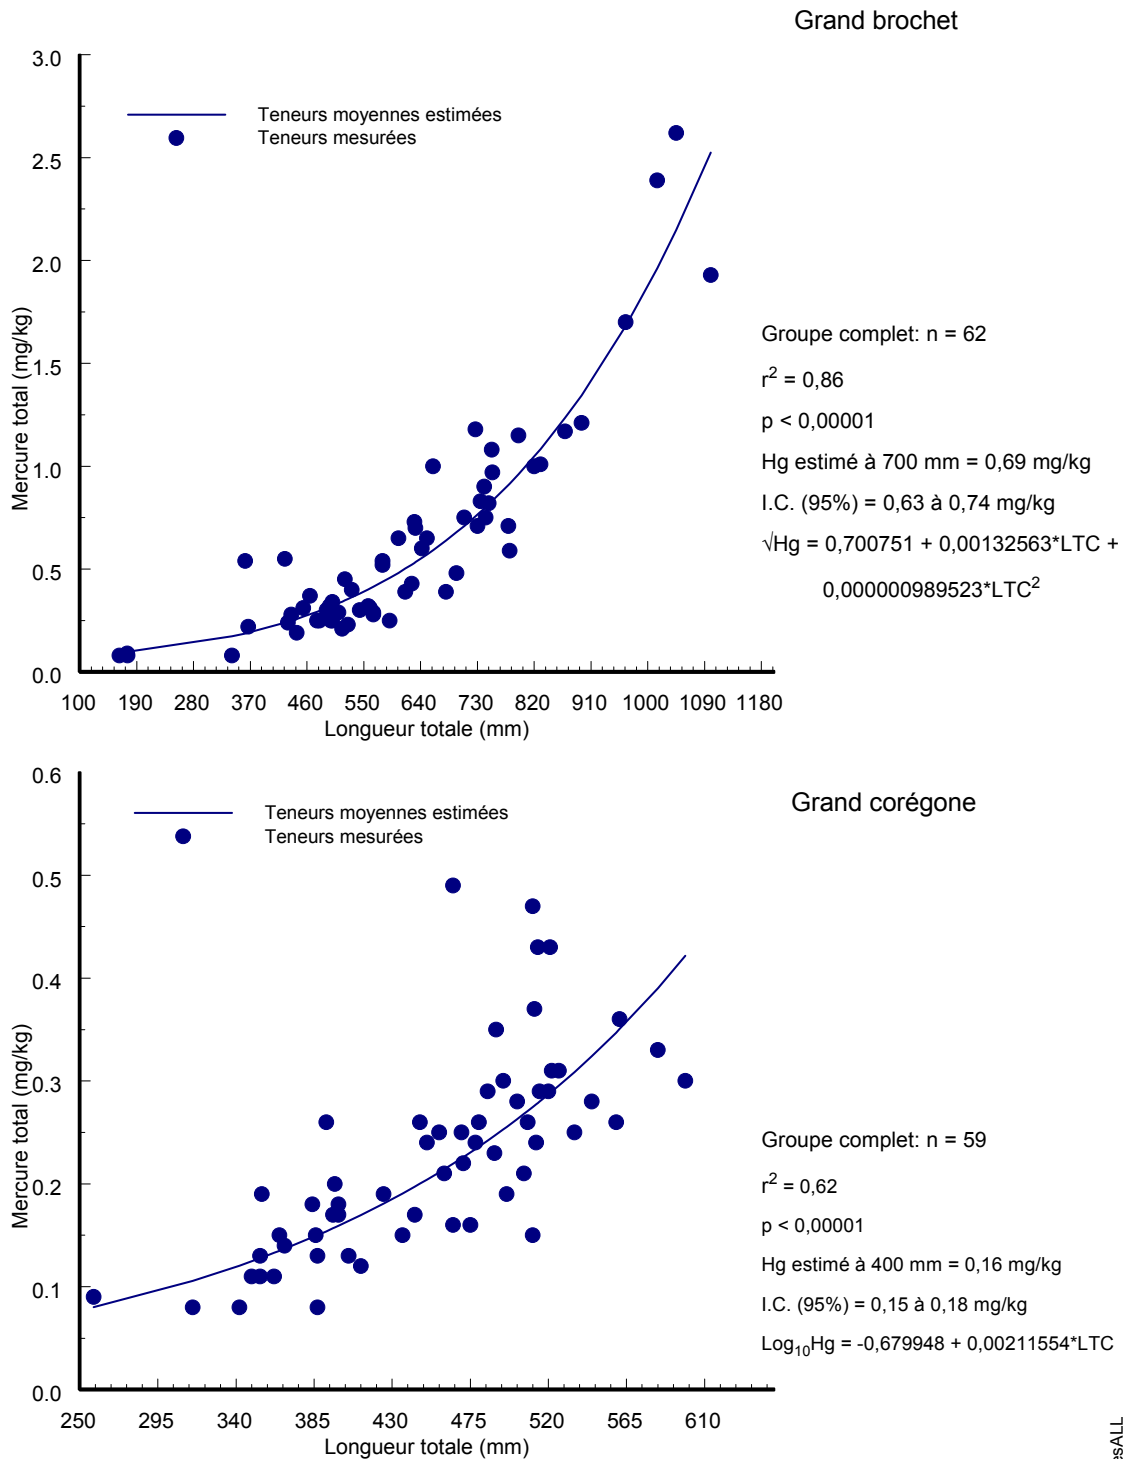 Grand brochet
3.0
Teneurs moyennes estimées
Teneurs mesurées
2.5
2.0
1.5
1.0
0.5
0.0
Mercure total (mg/kg)
100 190 280 370 460 550 640 730 820 910 1000 1090 1180
Longueur totale (mm)
Groupe complet: n = 62
r² = 0,86
p < 0,00001
Hg estimé à 700 mm = 0,69 mg/kg
I.C. (95%) = 0,63 à 0,74 mg/kg
√Hg = 0,700751 + 0,00132563*LTC +
0,000000989523*LTC²
Grand corégone
0.6
Teneurs moyennes estimées
Teneurs mesurées
0.5
0.4
0.3
0.2
0.1
0.0
Mercure total (mg/kg)
250 295 340 385 430 475 520 565 610
Longueur totale (mm)
Groupe complet: n = 59
r² = 0,62
p < 0,00001
Hg estimé à 400 mm = 0,16 mg/kg
I.C. (95%) = 0,15 à 0,18 mg/kg
Log₁₀Hg = -0,679948 + 0,00211554*LTC
esALL